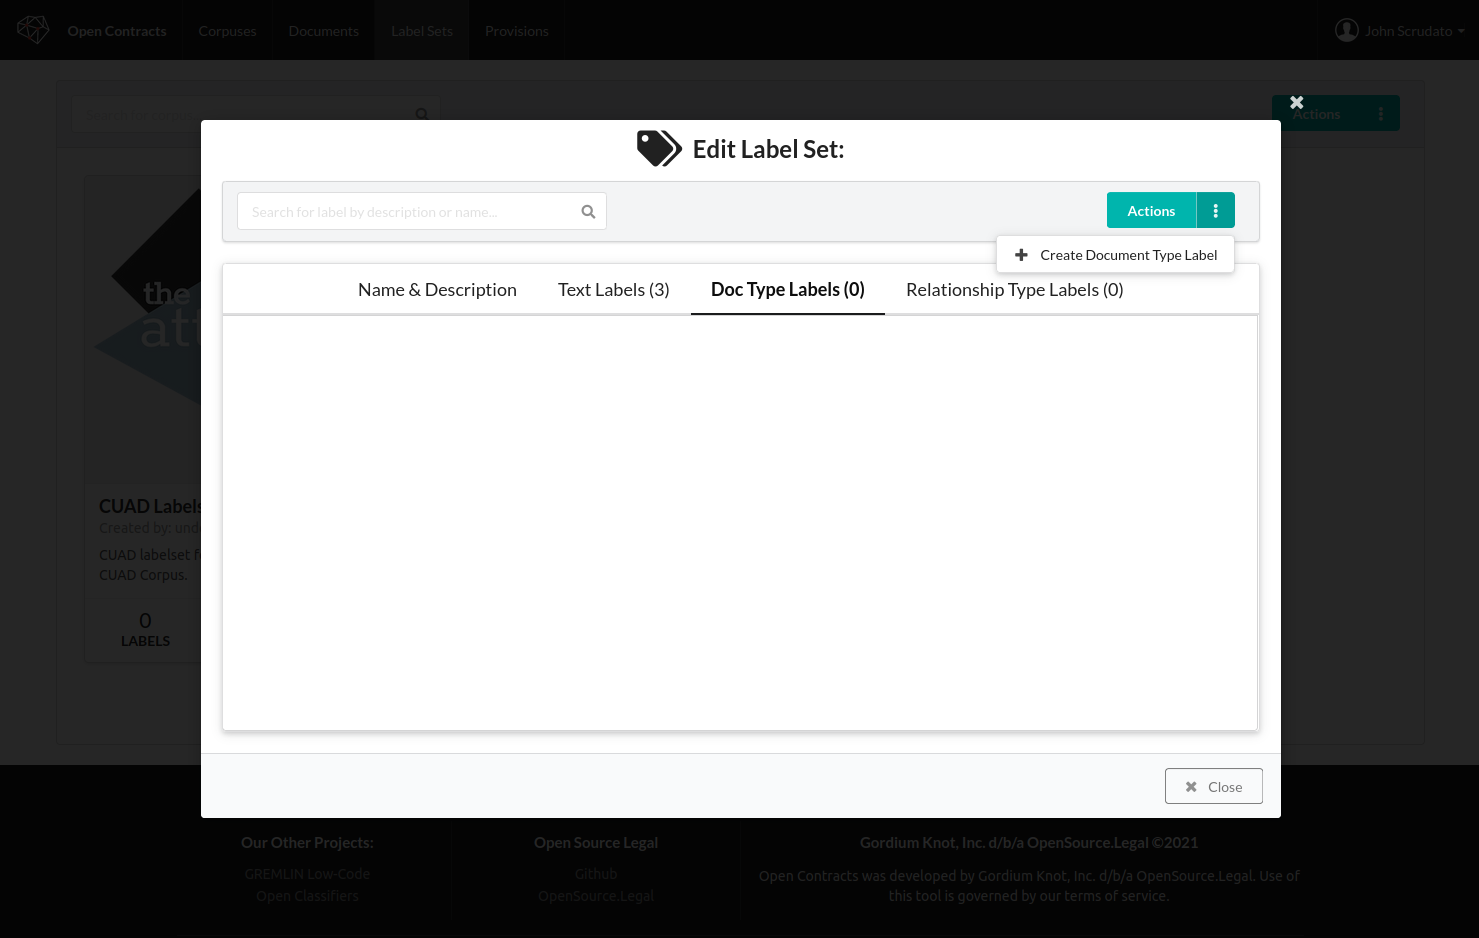 Open Contracts
Corpuses
Documents
Label Sets
Provisions
John Scrudato
Search for corpus
Actions
Edit Label Set:
Search for label by description or name...
Actions
Create Document Type Label
Name & Description
Text Labels (3)
Doc Type Labels (0)
Relationship Type Labels (0)
the
att
CUAD Labels
Created by: und
CUAD labelset f
CUAD Corpus.
0
LABELS
Close
Our Other Projects:
GREMLIN Low-Code
Open Classifiers
Open Source Legal
Github
OpenSource.Legal
Gordium Knot, Inc. d/b/a OpenSource.Legal ©2021
Open Contracts was developed by Gordium Knot, Inc. d/b/a OpenSource.Legal. Use of
this tool is governed by our terms of service.